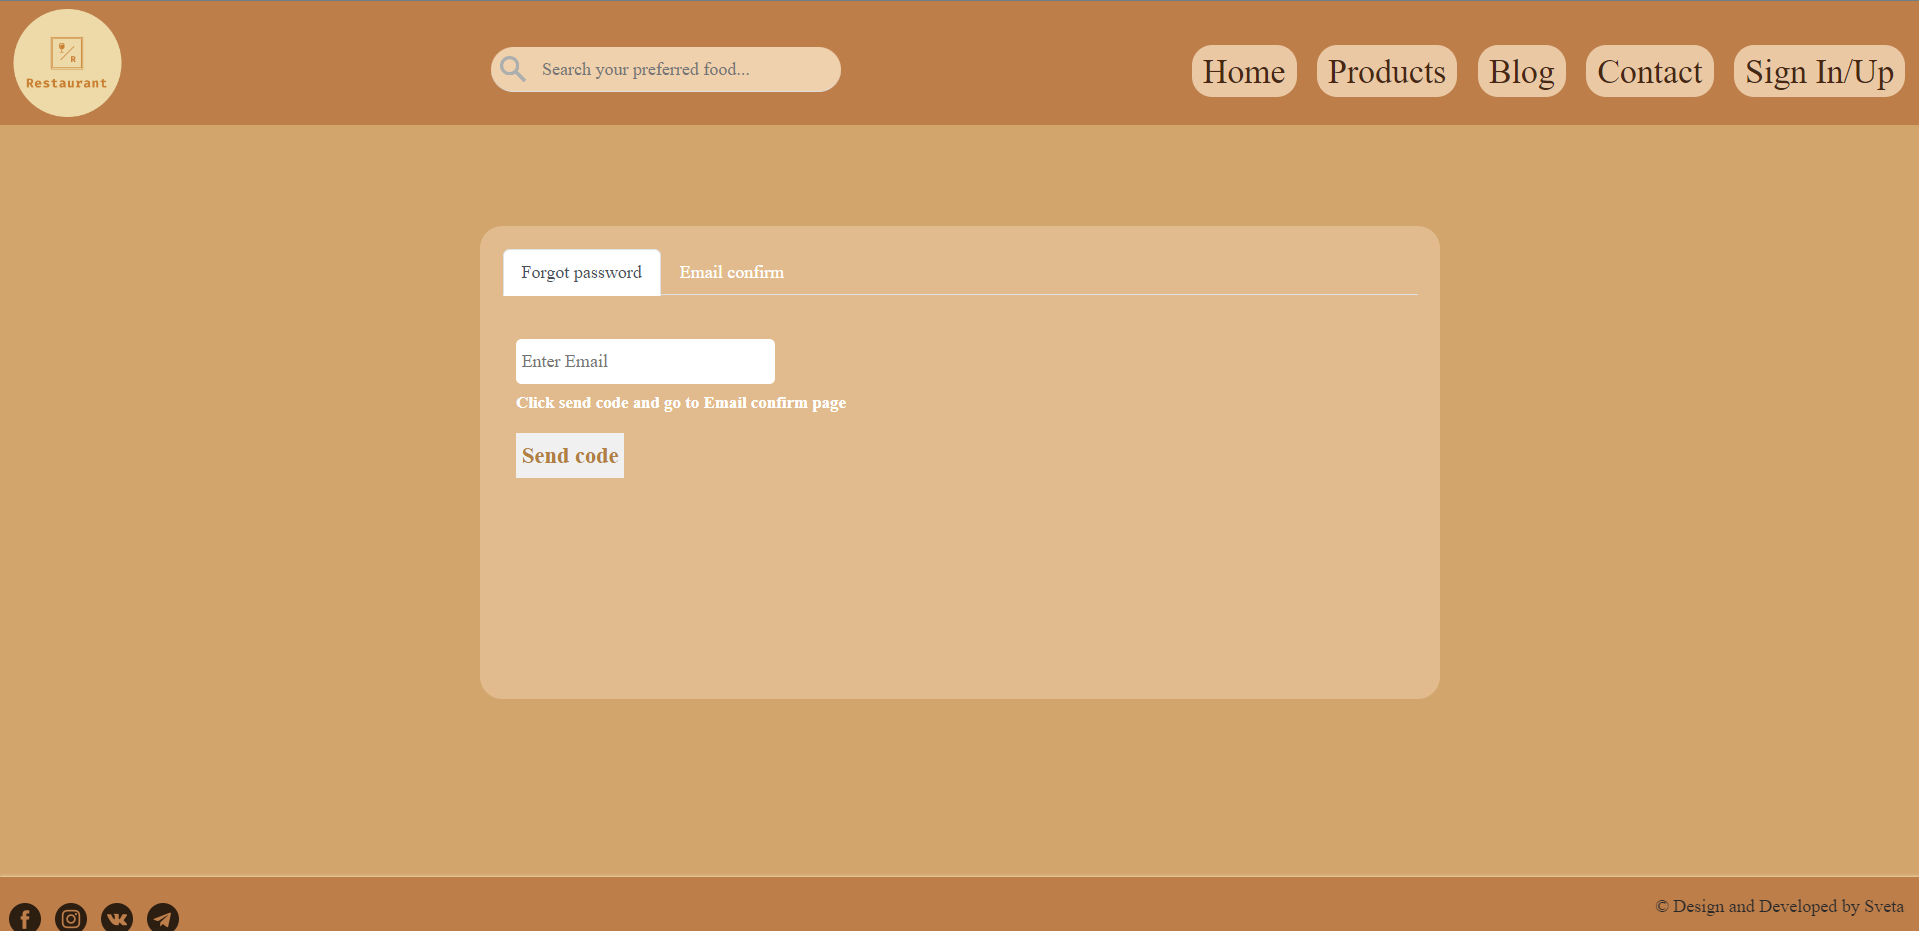 R
Restaurant
Search your preferred food...
Home
Products
Blog
Contact
Sign In/Up
Forgot password
Email confirm
Enter Email
Click send code and go to Email confirm page
Send code
© Design and Developed by Sveta